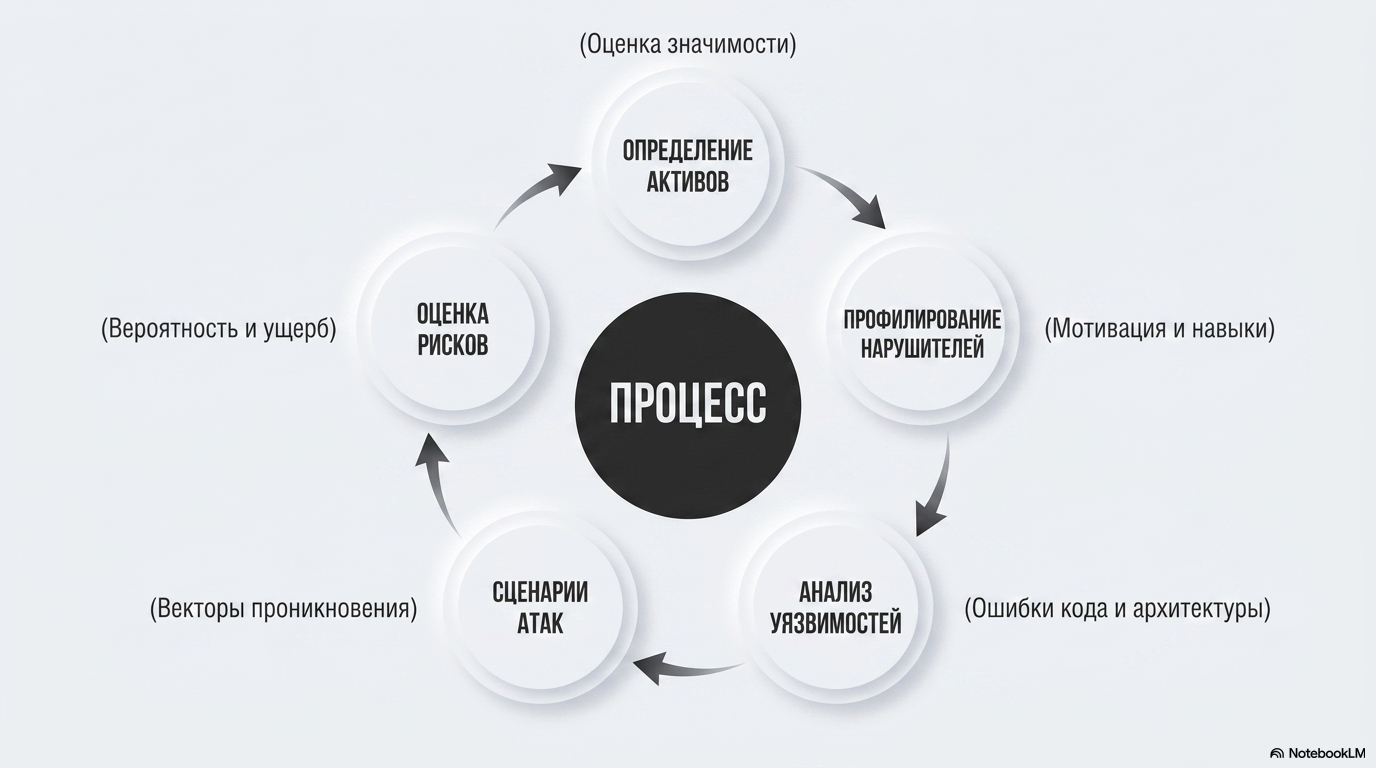 (Оценка значимости)
ОПРЕДЕЛЕНИЕ
АКТИВОВ
ПРОФИЛИРОВАНИЕ
НАРУШИТЕЛЕЙ
(Мотивация и навыки)
АНАЛИЗ
УЯЗВИМОСТЕЙ
(Ошибки кода и архитектуры)
СЦЕНАРИИ
АТАК
(Векторы проникновения)
ОЦЕНКА
РИСКОВ
(Вероятность и ущерб)
ПРОЦЕСС
NotebookLM